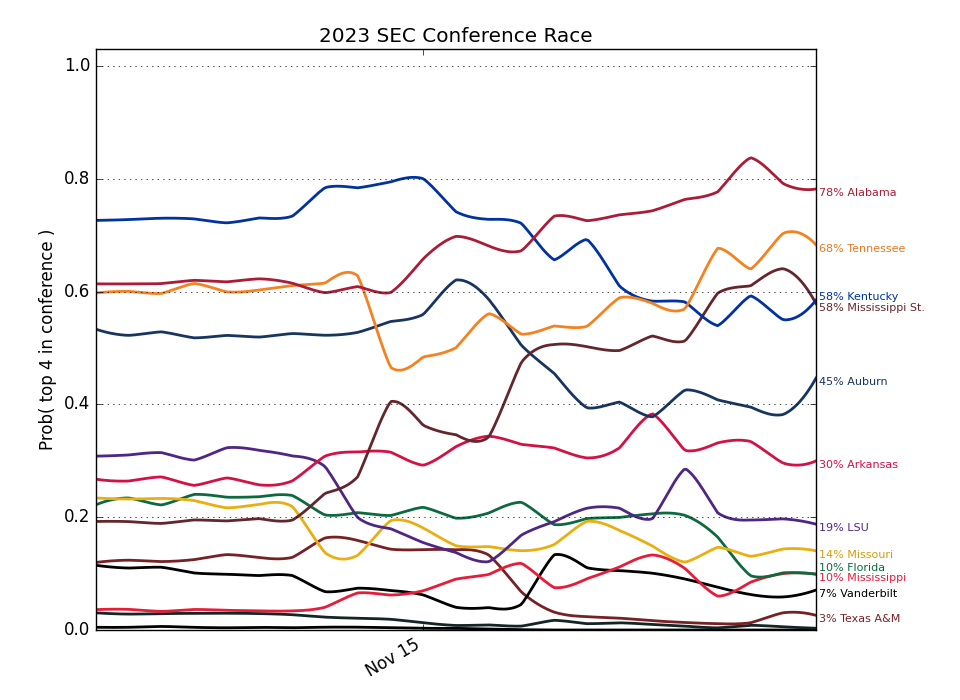 2023 SEC Conference Race
Prob( top 4 in conference )
1.0
0.8
0.6
0.4
0.2
0.0
Nov 15
78% Alabama
68% Tennessee
58% Kentucky
58% Mississippi St.
45% Auburn
30% Arkansas
19% LSU
14% Missouri
10% Florida
10% Mississippi
7% Vanderbilt
3% Texas A&M